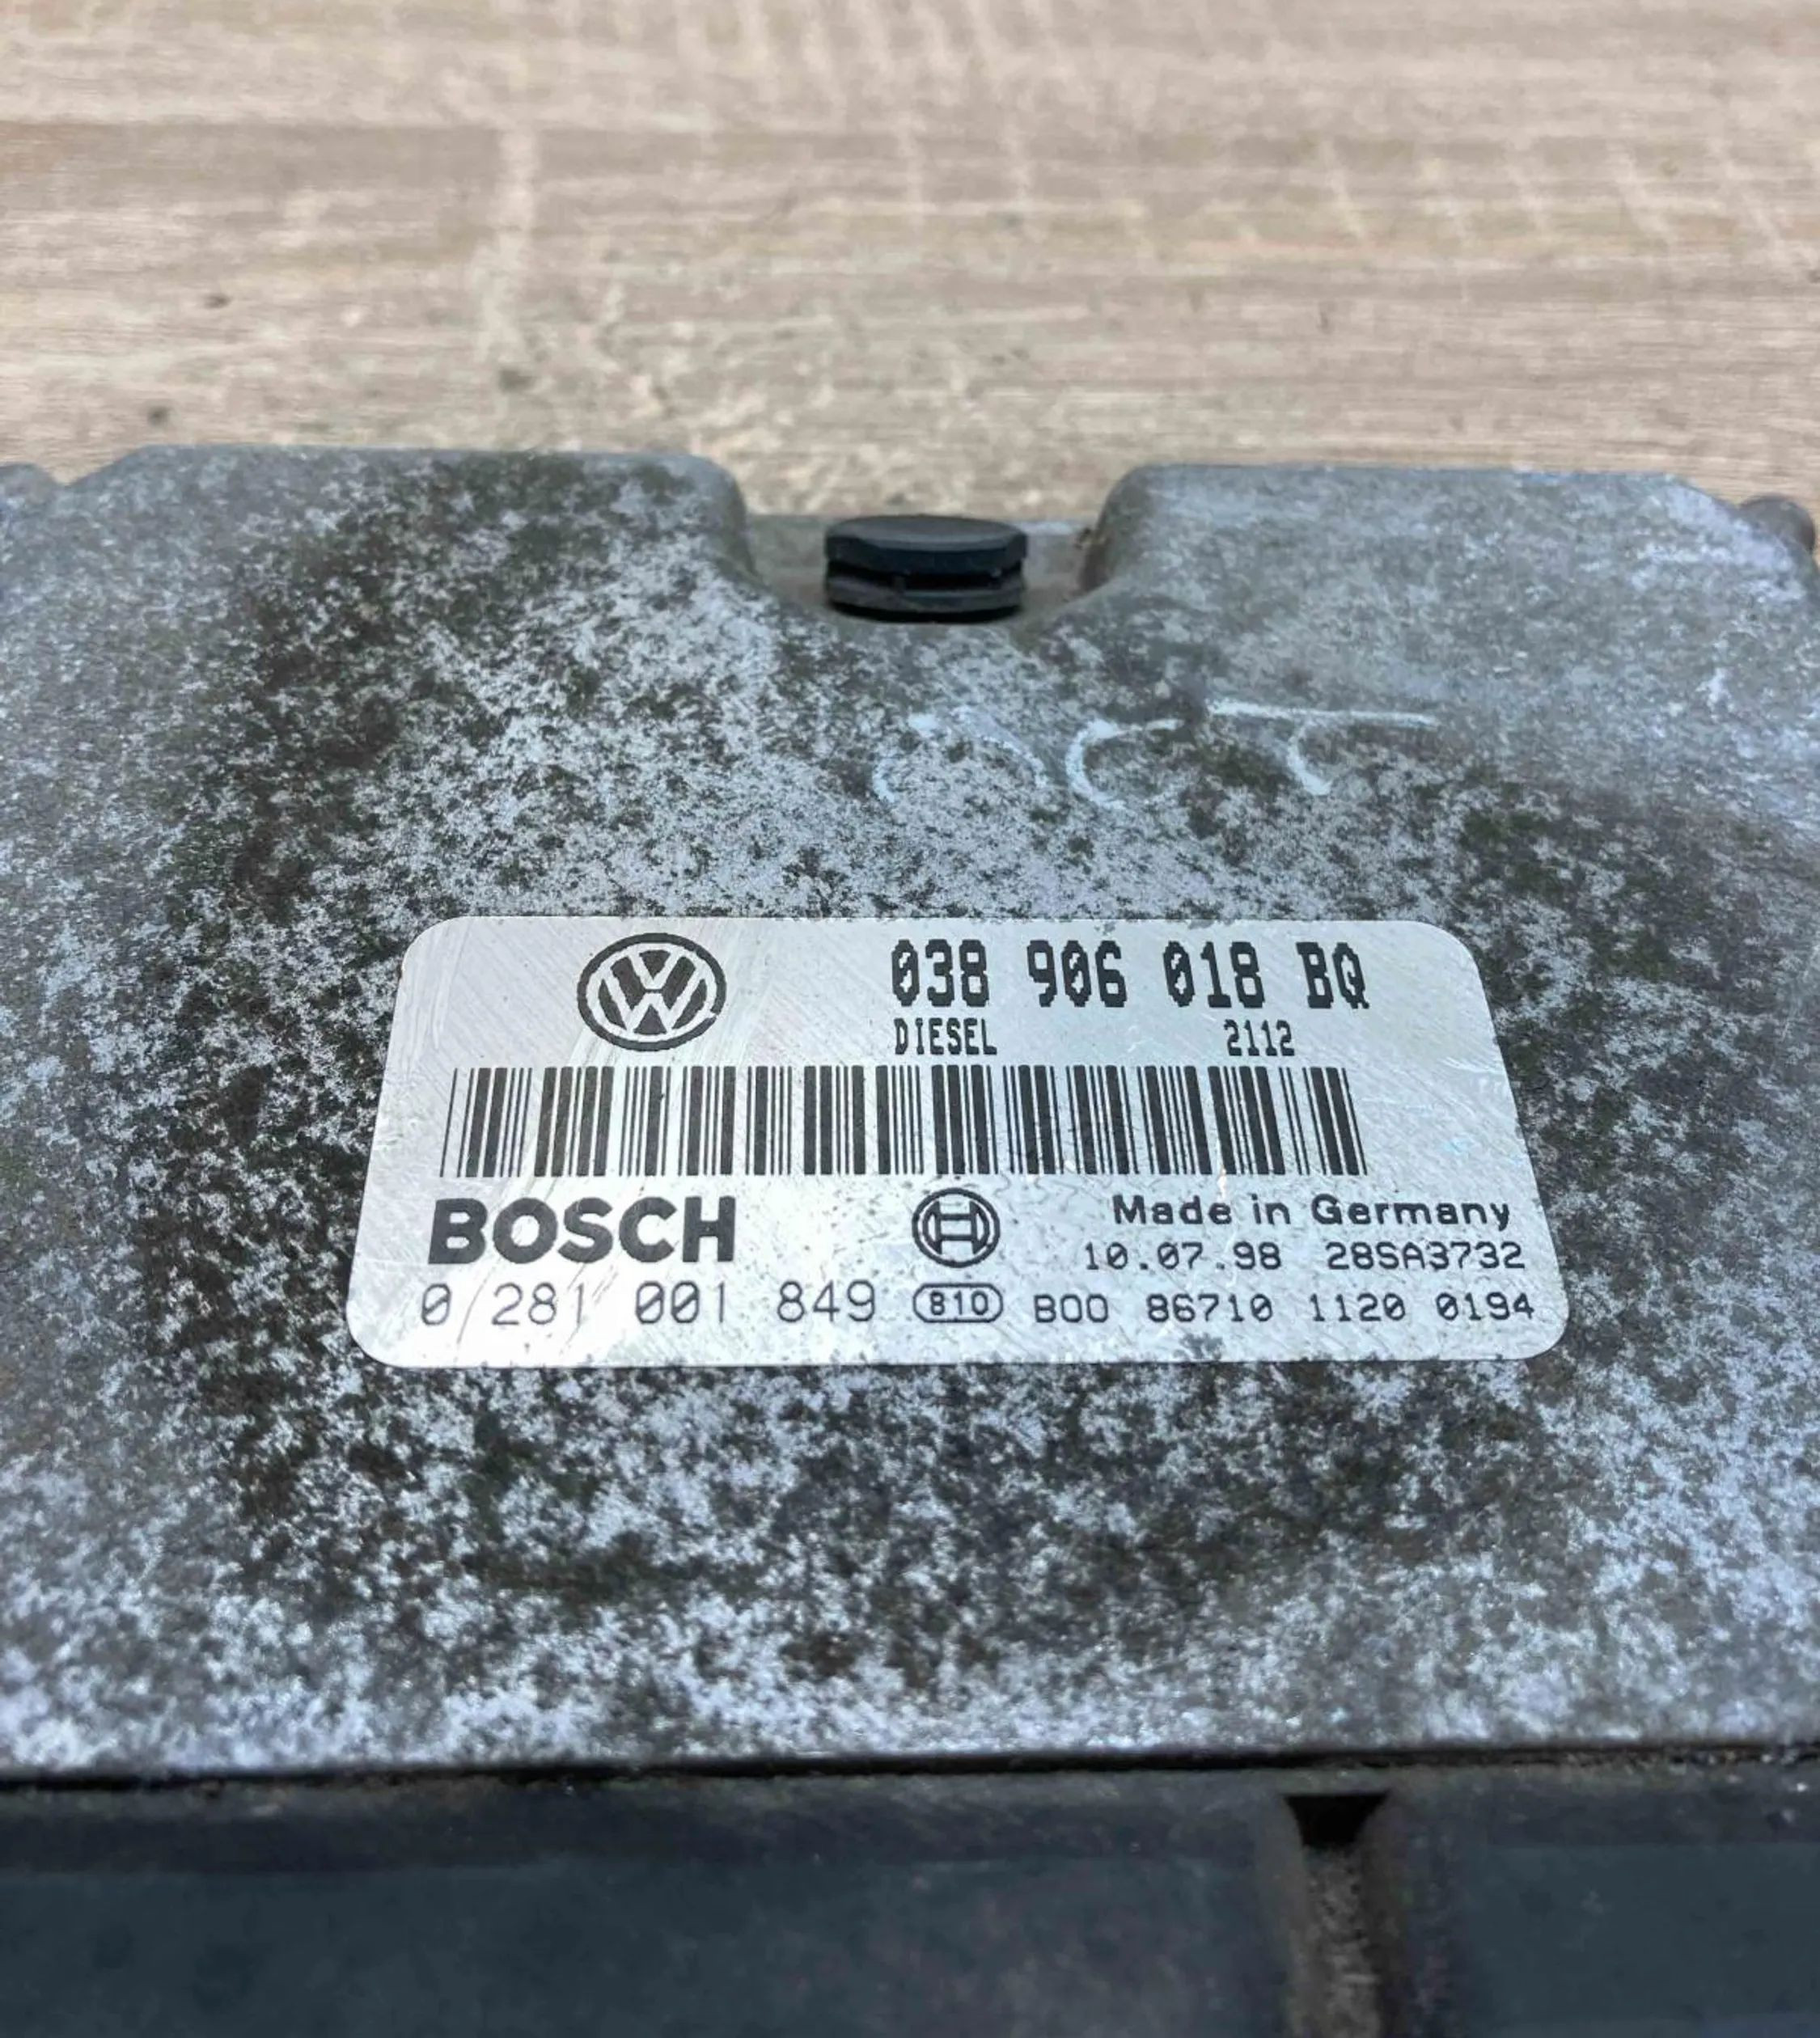 038 906 018 BQ
DIESEL 2112
BOSCH
Made in Germany
10.07.98 28SA3732
0 281 001 849 810 B00 86710 1120 0194